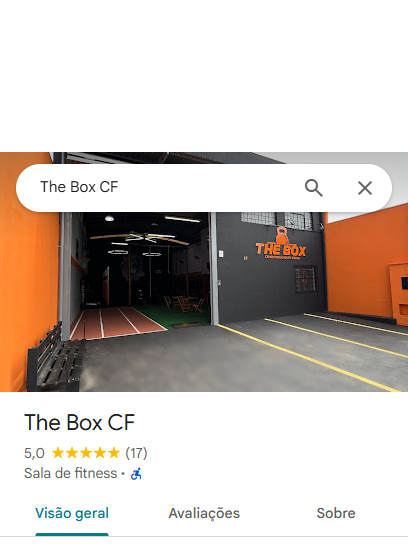 The Box CF
THE BOX
The Box CF
5,0 ★★★★★ (17)
Sala de fitness ·
Visão geral
Avaliações
Sobre